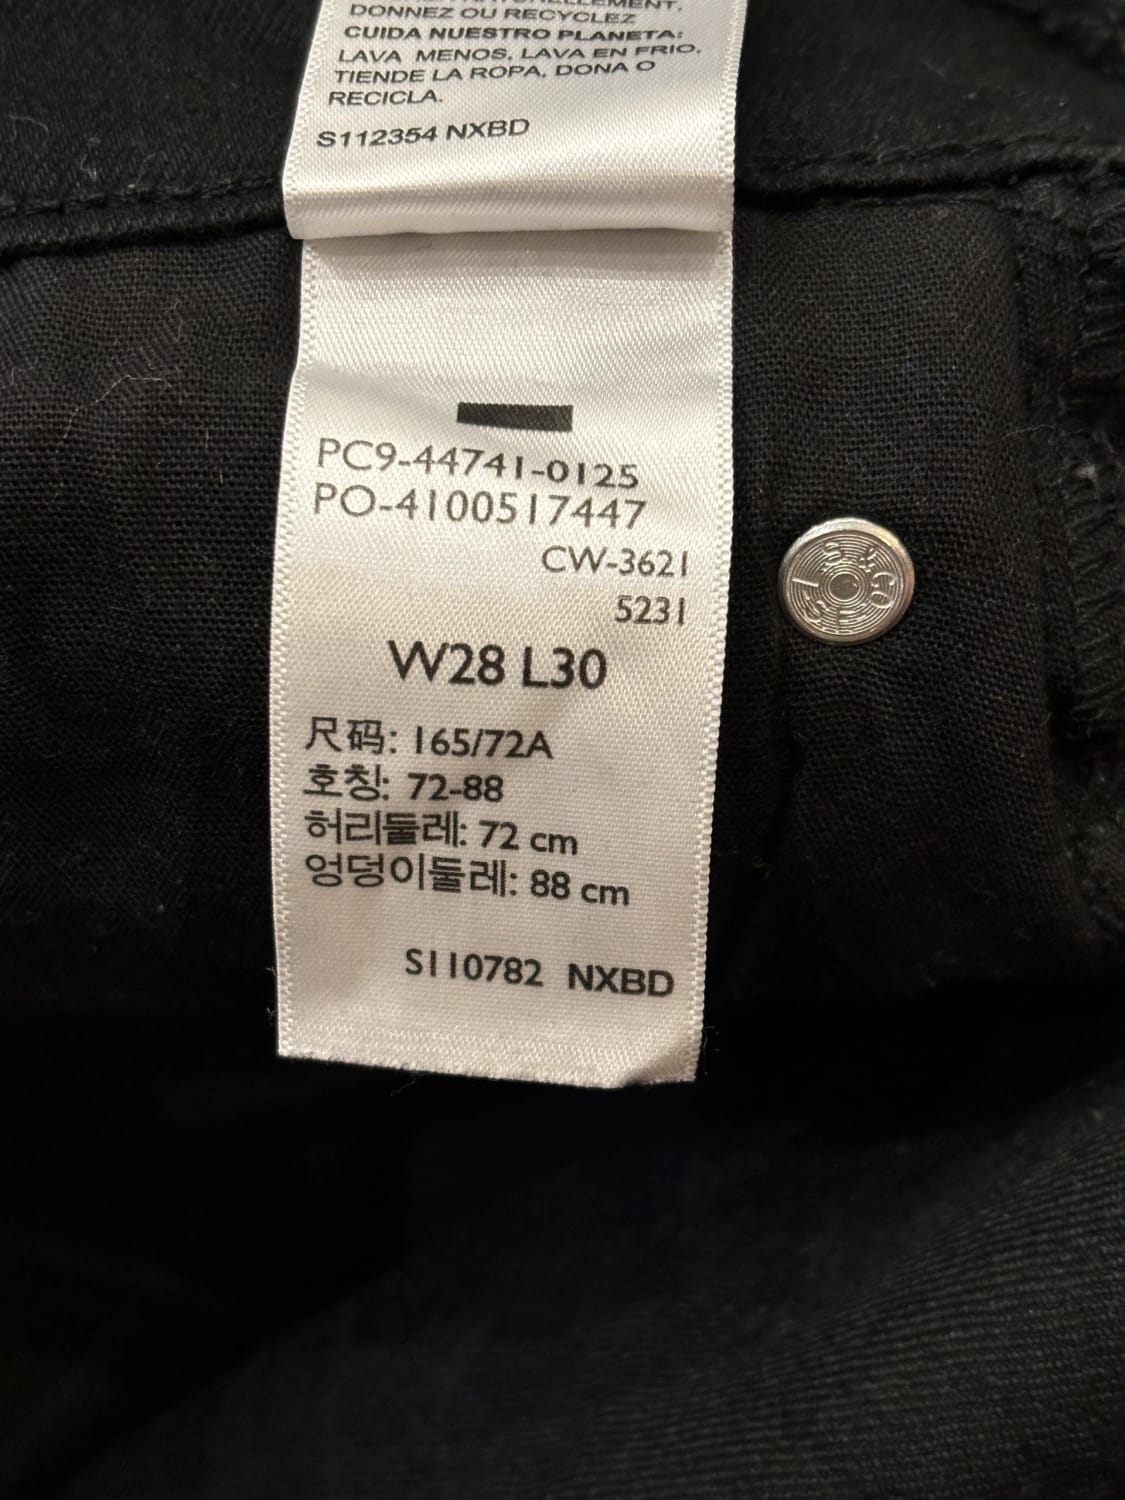 DONNEZ OU RECYCLEZ
CUIDA NUESTRO PLANETA:
LAVA MENOS, LAVA EN FRIO,
TIENDE LA ROPA, DONA O
RECICLA.
S112354 NXBD
PC9-44741-0125
PO-4100517447
CW-3621
5231
W28 L30
尺码: 165/72A
호칭: 72-88
허리둘레: 72 cm
엉덩이둘레: 88 cm
S110782 NXBD